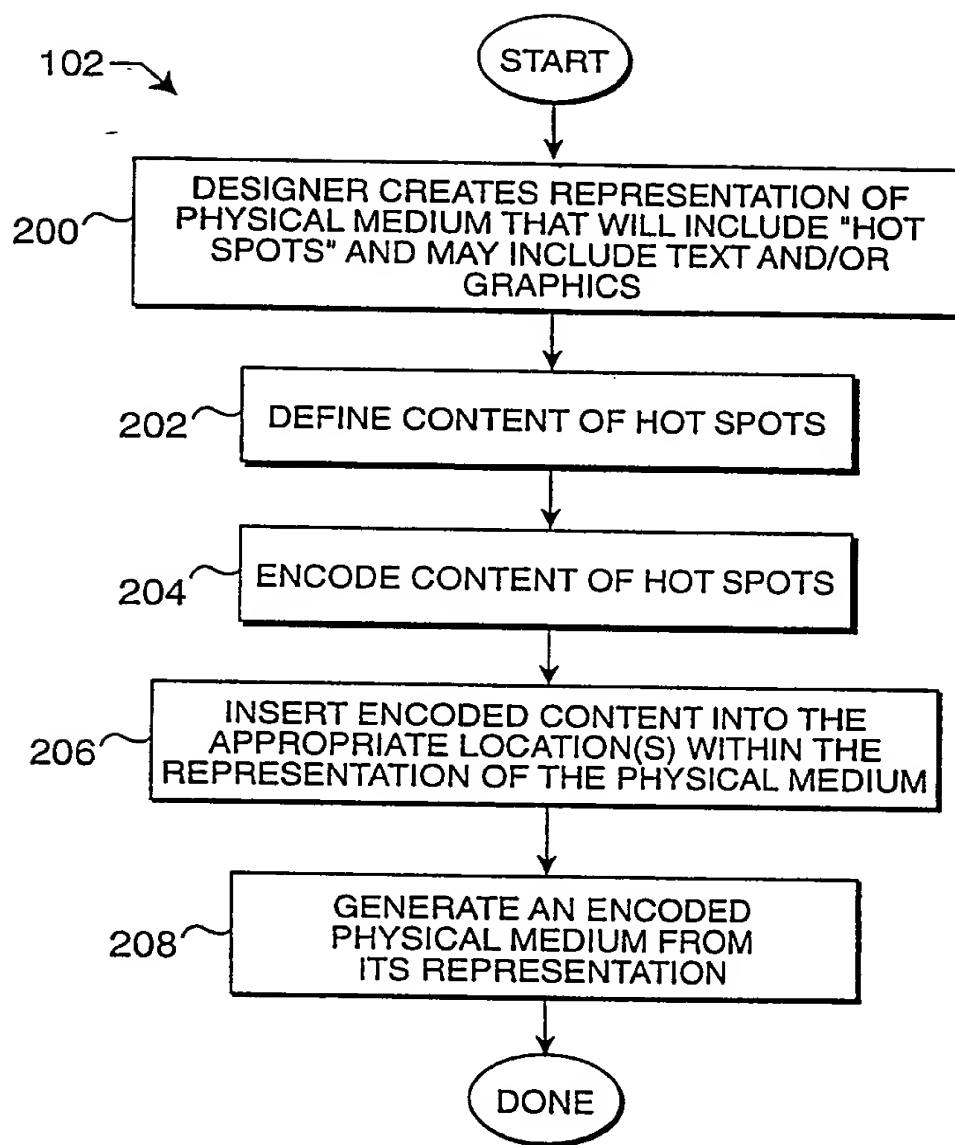 102
START
200
DESIGNER CREATES REPRESENTATION OF
PHYSICAL MEDIUM THAT WILL INCLUDE "HOT
SPOTS" AND MAY INCLUDE TEXT AND/OR
GRAPHICS
202
DEFINE CONTENT OF HOT SPOTS
204
ENCODE CONTENT OF HOT SPOTS
206
INSERT ENCODED CONTENT INTO THE
APPROPRIATE LOCATION(S) WITHIN THE
REPRESENTATION OF THE PHYSICAL MEDIUM
208
GENERATE AN ENCODED
PHYSICAL MEDIUM FROM
ITS REPRESENTATION
DONE